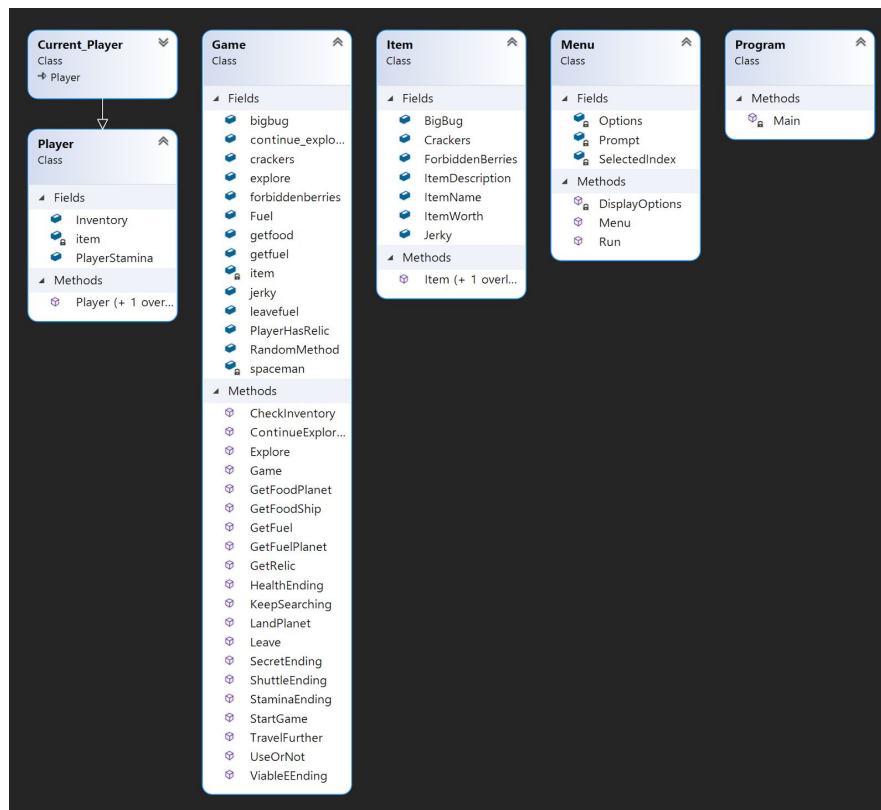 Current_Player
Class
Player
Player
Class
Fields
Inventory
item
PlayerStamina
Methods
Player (+ 1 over...
Game
Class
Fields
bigbug
continue_explo...
crackers
explore
forbiddenberries
Fuel
getfood
getfuel
item
jerky
leavefuel
PlayerHasRelic
RandomMethod
spaceman
Methods
CheckInventory
ContinueExplor...
Explore
Game
GetFoodPlanet
GetFoodShip
GetFuel
GetFuelPlanet
GetRelic
HealthEnding
KeepSearching
LandPlanet
Leave
SecretEnding
ShuttleEnding
StaminaEnding
StartGame
TravelFurther
UseOrNot
ViableEEnding
Item
Class
Fields
BigBug
Crackers
ForbiddenBerries
ItemDescription
ItemName
ItemWorth
Jerky
Methods
Item (+ 1 overl...
Menu
Class
Fields
Options
Prompt
SelectedIndex
Methods
DisplayOptions
Menu
Run
Program
Class
Methods
Main